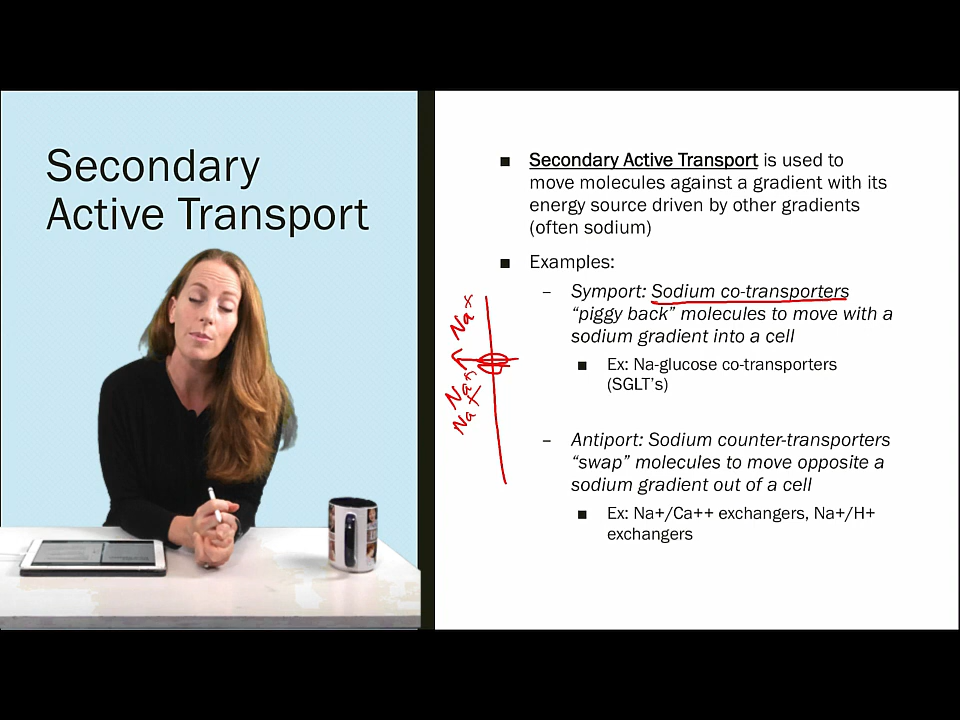 Secondary
Active Transport
■ Secondary Active Transport is used to
move molecules against a gradient with its
energy source driven by other gradients
(often sodium)
■ Examples:
– Symport: Sodium co-transporters
“piggy back” molecules to move with a
sodium gradient into a cell
■ Ex: Na-glucose co-transporters
(SGLT’s)
– Antiport: Sodium counter-transporters
“swap” molecules to move opposite a
sodium gradient out of a cell
■ Ex: Na+/Ca++ exchangers, Na+/H+
exchangers
Na+
Na+
Na+